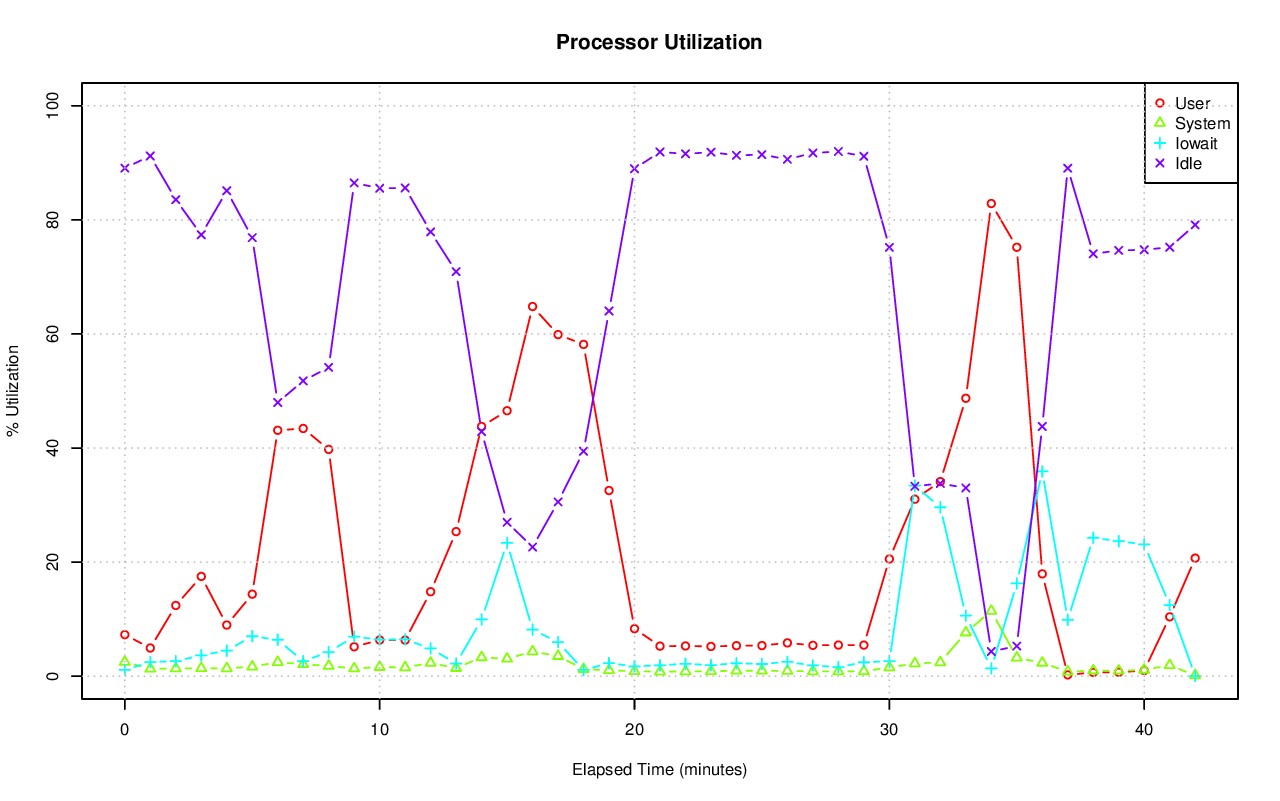 Processor Utilization
User
System
Iowait
Idle
100
80
60
40
20
0
% Utilization
0 10 20 30 40
Elapsed Time (minutes)